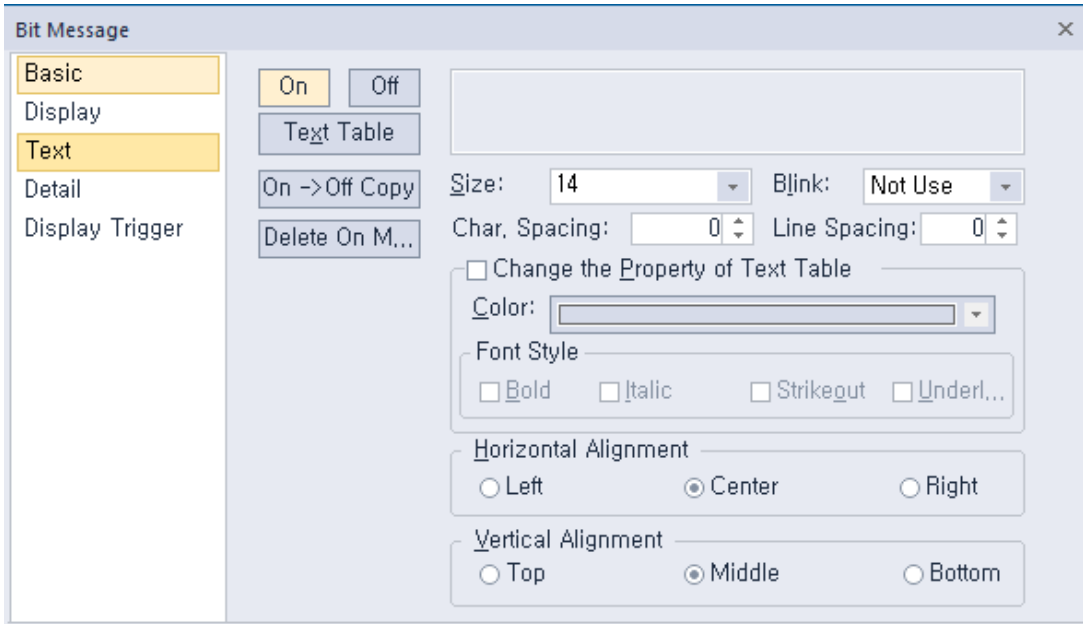 Bit Message
Basic
Display
Text
Detail
Display Trigger
On Off
Text Table
On ->Off Copy
Delete On M...
Size: 14 Blink: Not Use
Char. Spacing: 0 Line Spacing: 0
Change the Property of Text Table
Color:
Font Style
Bold Italic Strikeout Underl...
Horizontal Alignment
Left Center Right
Vertical Alignment
Top Middle Bottom